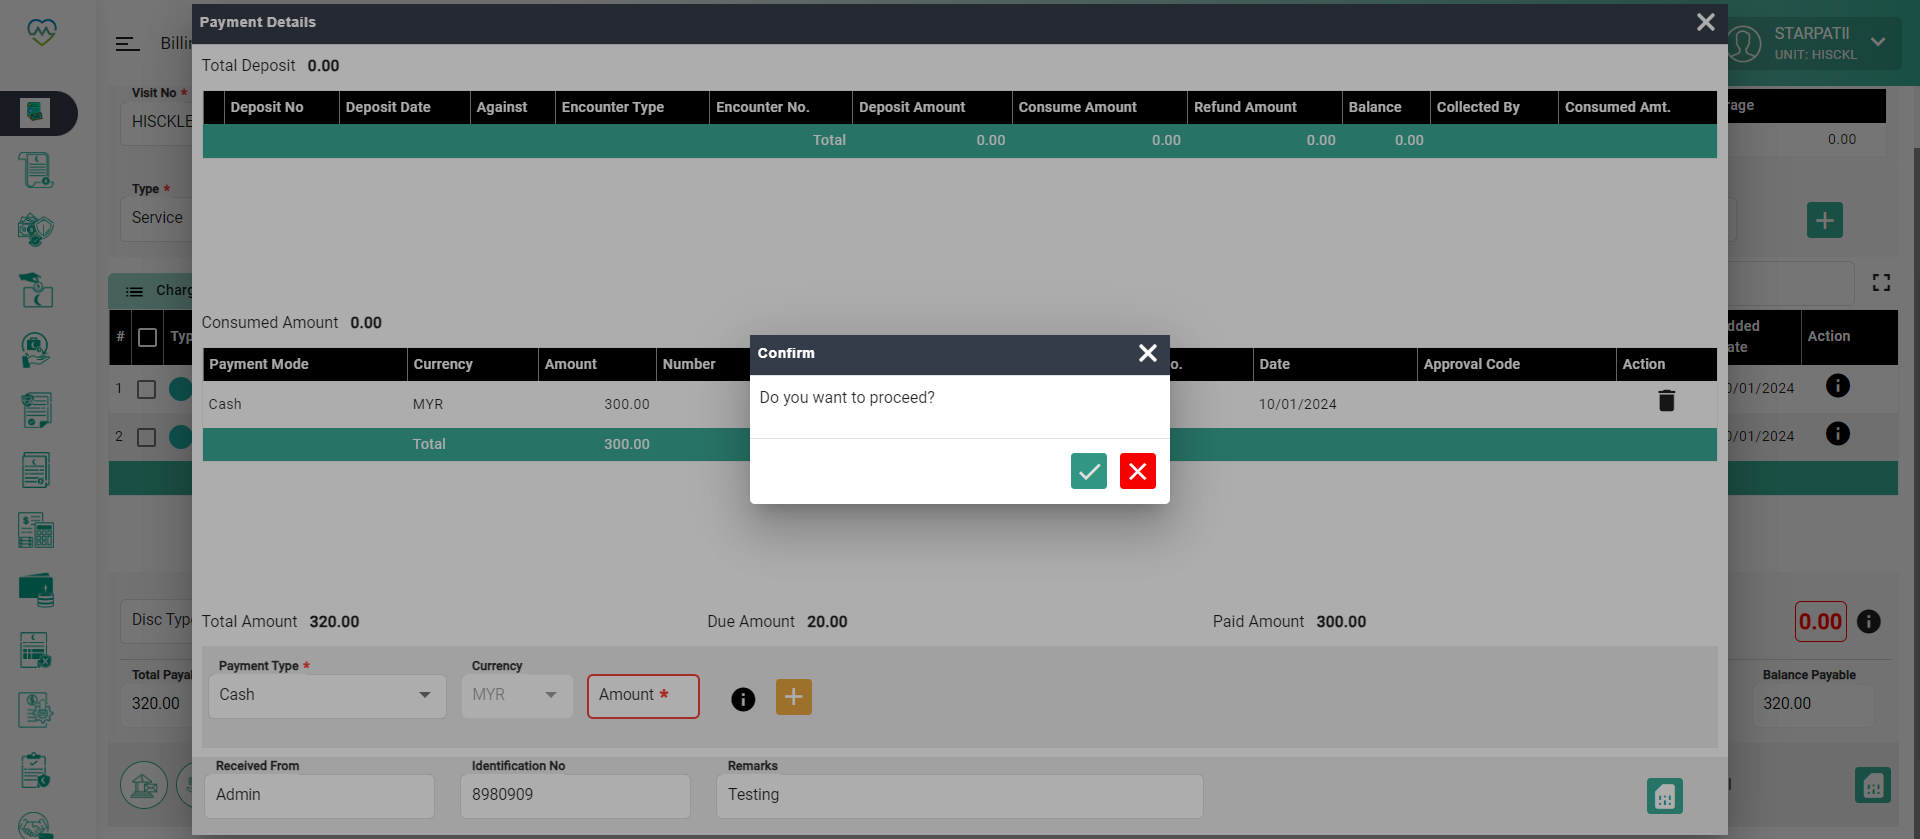 Payment Details
STARPATII
UNIT: HISCKL
Total Deposit 0.00
Visit No *
HISCKLE
Deposit No Deposit Date Against Encounter Type Encounter No. Deposit Amount Consume Amount Refund Amount Balance Collected By Consumed Amt.
Total 0.00 0.00 0.00 0.00
0.00
Type *
Service
Consumed Amount 0.00
# Typ
Action
Payment Mode Currency Amount Number Date Approval Code Action
Cash MYR 300.00 10/01/2024
Total 300.00
1
0/01/2024
2
0/01/2024
Confirm
Do you want to proceed?
Total Amount 320.00 Due Amount 20.00 Paid Amount 300.00
Disc Type
0.00
Payment Type *
Cash
Currency
MYR
Amount *
Total Payal
320.00
Balance Payable
320.00
Received From
Admin
Identification No
8980909
Remarks
Testing